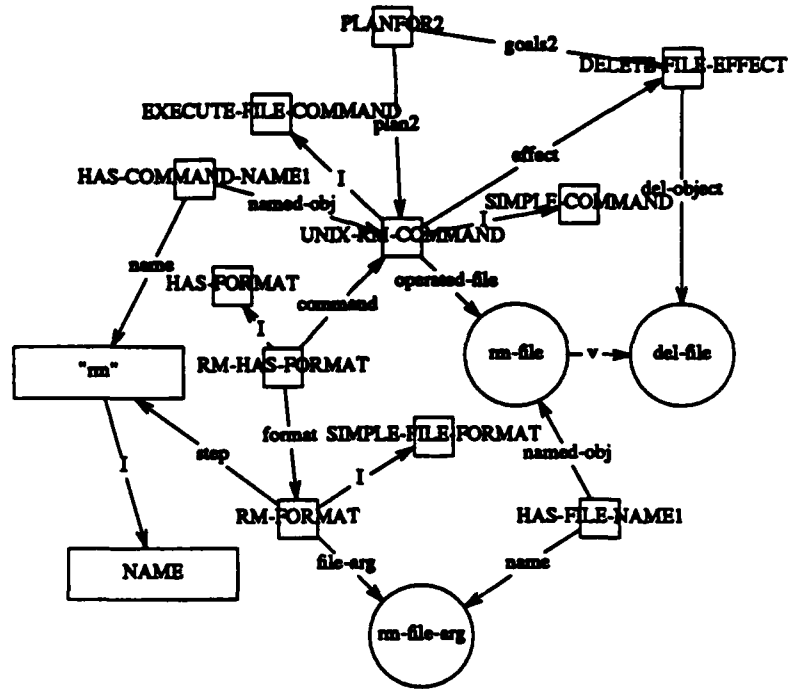 PLANFOR2
goals2
DELETE-FILE-EFFECT
EXECUTE-FILE-COMMAND
plan2
effect
HAS-COMMAND-NAME1
I
del-object
named-obj
SIMPLE-COMMAND
I
UNIX-RM-COMMAND
name
HAS-FORMAT
operated-file
command
I
rm-file
v
del-file
"rm"
RM-HAS-FORMAT
format
SIMPLE-FILE-FORMAT
step
named-obj
I
I
RM-FORMAT
HAS-FILE-NAME1
file-arg
name
NAME
rm-file-arg